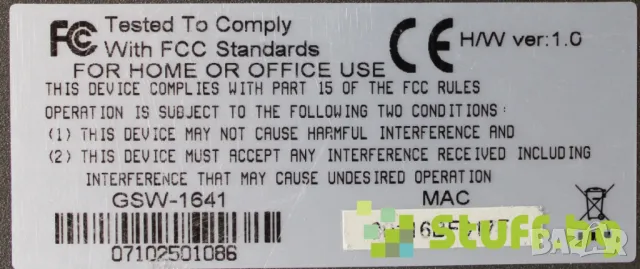 FC Tested To Comply
With FCC Standards
CE H/W ver:1.0
FOR HOME OR OFFICE USE
THIS DEVICE COMPLIES WITH PART 15 OF THE FCC RULES
OPERATION IS SUBJECT TO THE FOLLOWING TWO CONDITIONS:
(1) THIS DEVICE MAY NOT CAUSE HARMFUL INTERFERENCE AND
(2) THIS DEVICE MUST ACCEPT ANY INTERFERENCE RECEIVED INCLUDING
INTERFERENCE THAT MAY CAUSE UNDESIRED OPERATION
GSW-1641
MAC
07102501086
stuff.bg
BAZAR